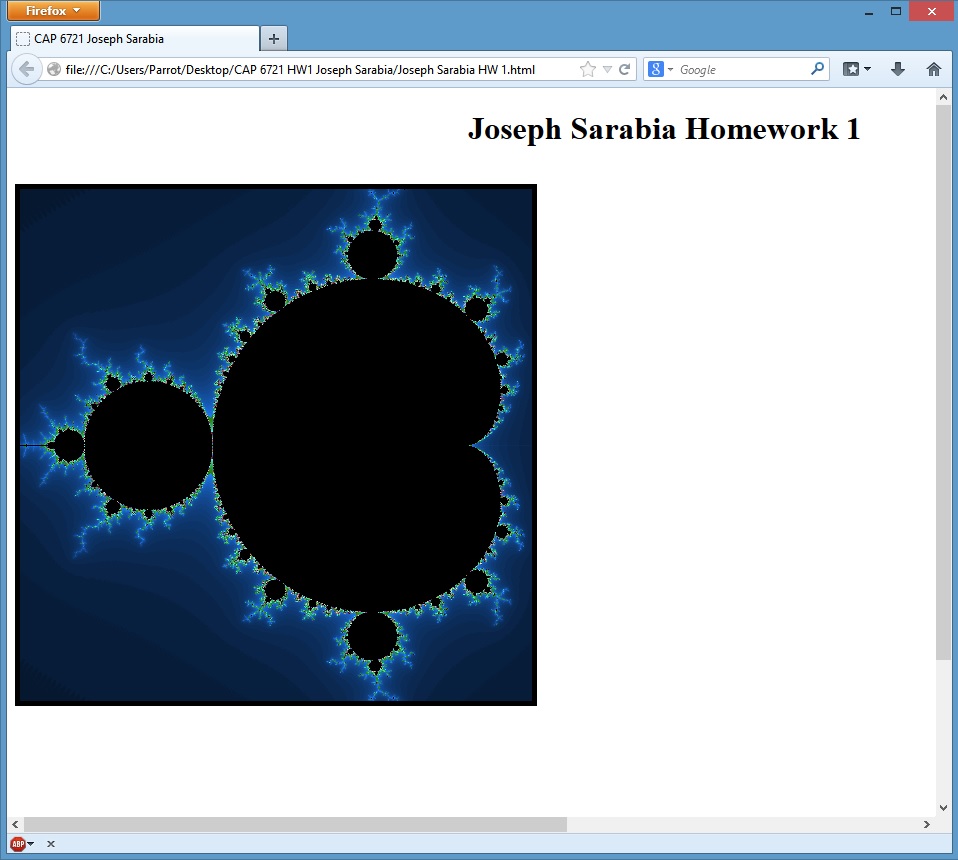 Firefox
CAP 6721 Joseph Sarabia
file:///C:/Users/Parrot/Desktop/CAP 6721 HW1 Joseph Sarabia/Joseph Sarabia HW 1.html
8 Google
Joseph Sarabia Homework 1
ABP